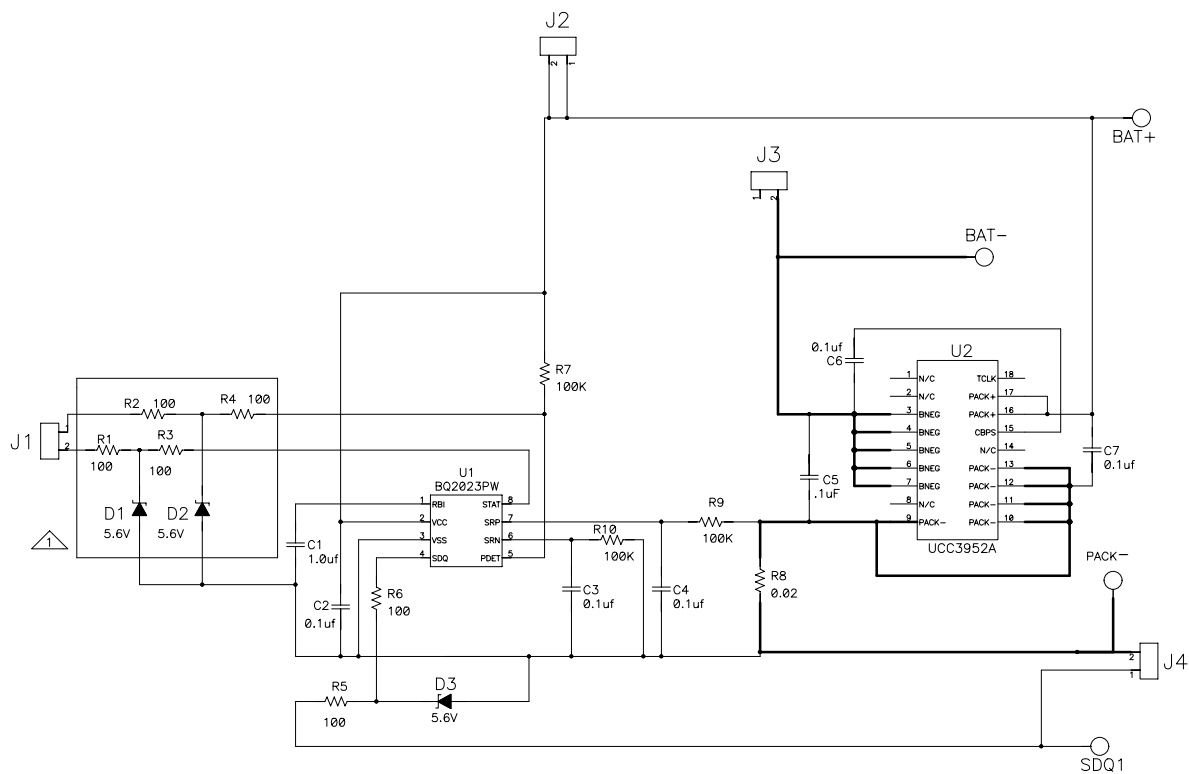 J2
2 1
BAT+
J3
1 2
BAT-
0.1uf
C6
U2
1 N/C TCLK 18
2 N/C PACK+ 17
3 BNEG PACK+ 16
4 BNEG CBPS 15
5 BNEG N/C 14
6 BNEG PACK- 13
7 BNEG PACK- 12
8 N/C PACK- 11
9 PACK- PACK- 10
UCC3952A
C7
0.1uf
C5
.1uF
R7
100K
R2 100 R4 100
J1
1
2
R1 R3
100 100
D1 D2
5.6V 5.6V
1
U1
BQ2023PW
1 RBI STAT 8
2 VCC SRP 7
3 VSS SRN 6
4 SDQ PDET 5
C1
1.0uf
R9
100K
R10
100K
C2
0.1uf
R6
100
C3
0.1uf
C4
0.1uf
R8
0.02
PACK-
2
1
J4
R5
100
D3
5.6V
SDQ1